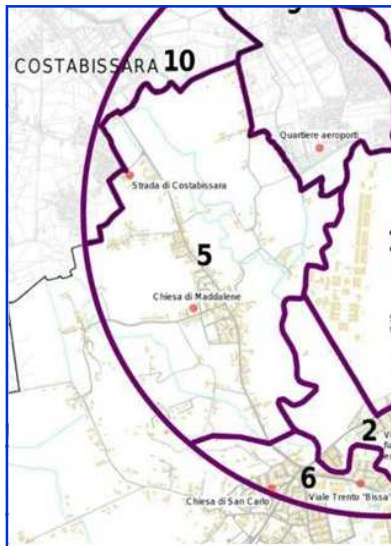 COSTABISSARA 10
Quartiere aeroporti
Strada di Costabissara
5
Chiesa di Maddalene
2
6
Chiesa di San Carlo
Viale Trento "Bissa"